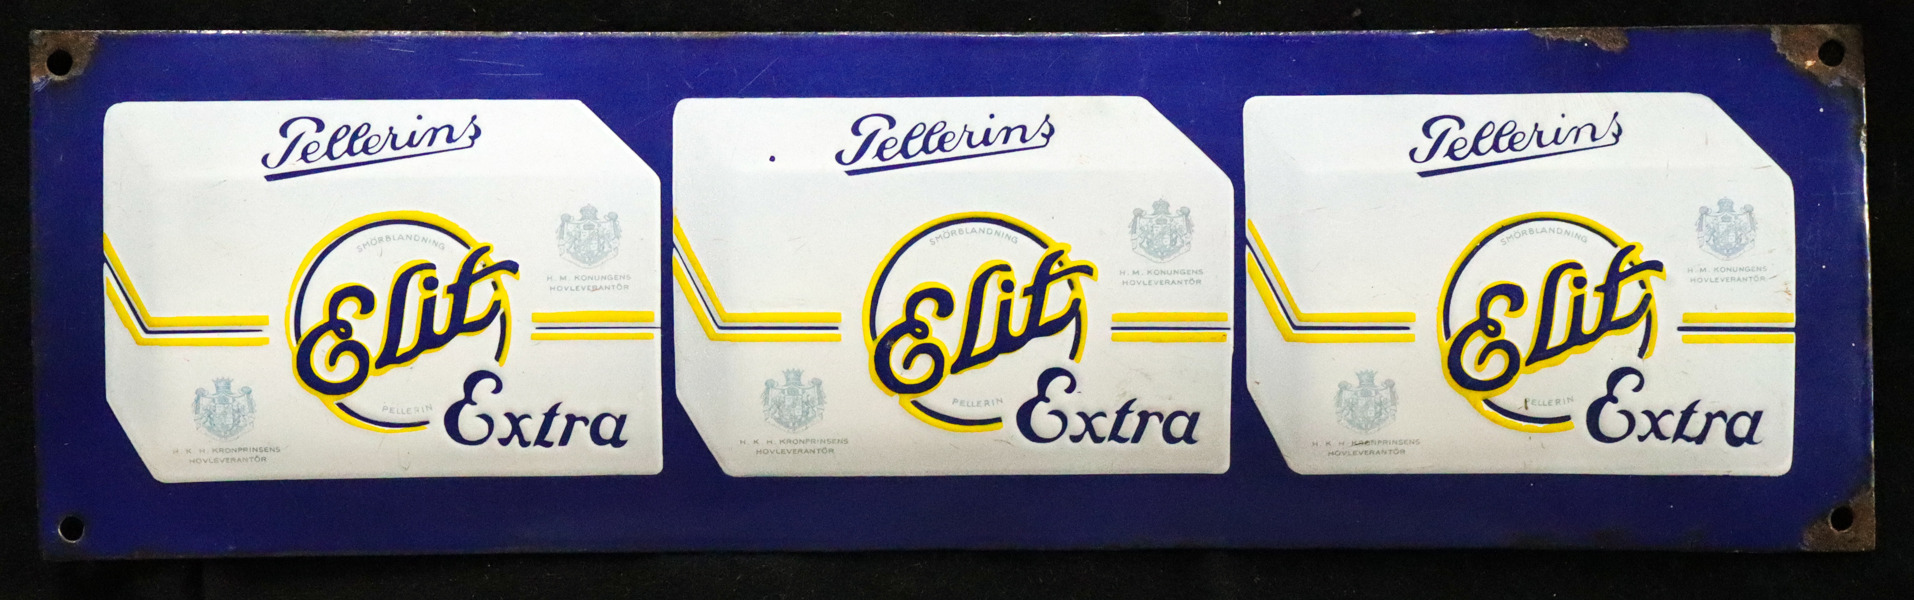 Pellerins
SMÖRBLANDNING
Elit
H. M. KONUNGENS
HOVLEVERANTÖR
PELLERIN
Extra
H. K. H. KRONPRINSENS
HOVLEVERANTÖR
Pellerins
SMÖRBLANDNING
Elit
H. M. KONUNGENS
HOVLEVERANTÖR
PELLERIN
Extra
H. K. H. KRONPRINSENS
HOVLEVERANTÖR
Pellerins
SMÖRBLANDNING
Elit
H. M. KONUNGENS
HOVLEVERANTÖR
PELLERIN
Extra
H. K. H. KRONPRINSENS
HOVLEVERANTÖR